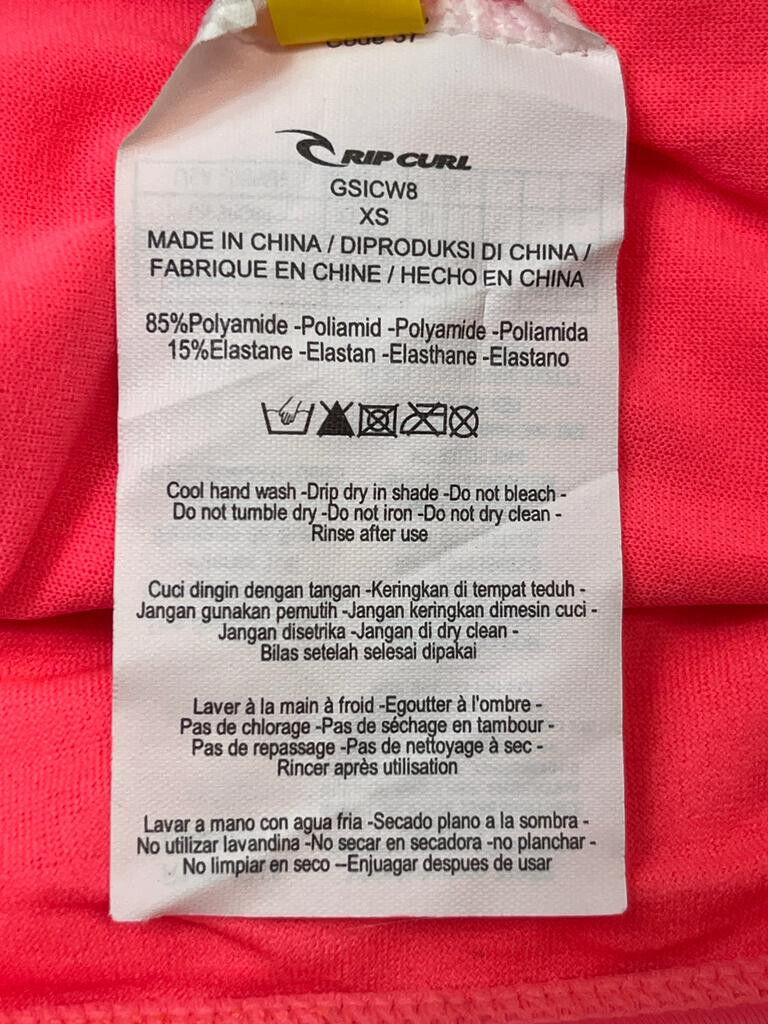 Code 37
RIP CURL
GSICW8
XS
MADE IN CHINA / DIPRODUKSI DI CHINA /
FABRIQUE EN CHINE / HECHO EN CHINA
85%Polyamide -Poliamid -Polyamide -Poliamida
15%Elastane -Elastan -Elasthane -Elastano
Cool hand wash -Drip dry in shade -Do not bleach -
Do not tumble dry -Do not iron -Do not dry clean -
Rinse after use
Cuci dingin dengan tangan -Keringkan di tempat teduh -
Jangan gunakan pemutih -Jangan keringkan dimesin cuci -
Jangan disetrika -Jangan di dry clean -
Bilas setelah selesai dipakai
Laver à la main à froid -Egoutter à l'ombre -
Pas de chlorage -Pas de séchage en tambour -
Pas de repassage -Pas de nettoyage à sec -
Rincer après utilisation
Lavar a mano con agua fria -Secado plano a la sombra -
No utilizar lavandina -No secar en secadora -no planchar -
No limpiar en seco –Enjuagar despues de usar